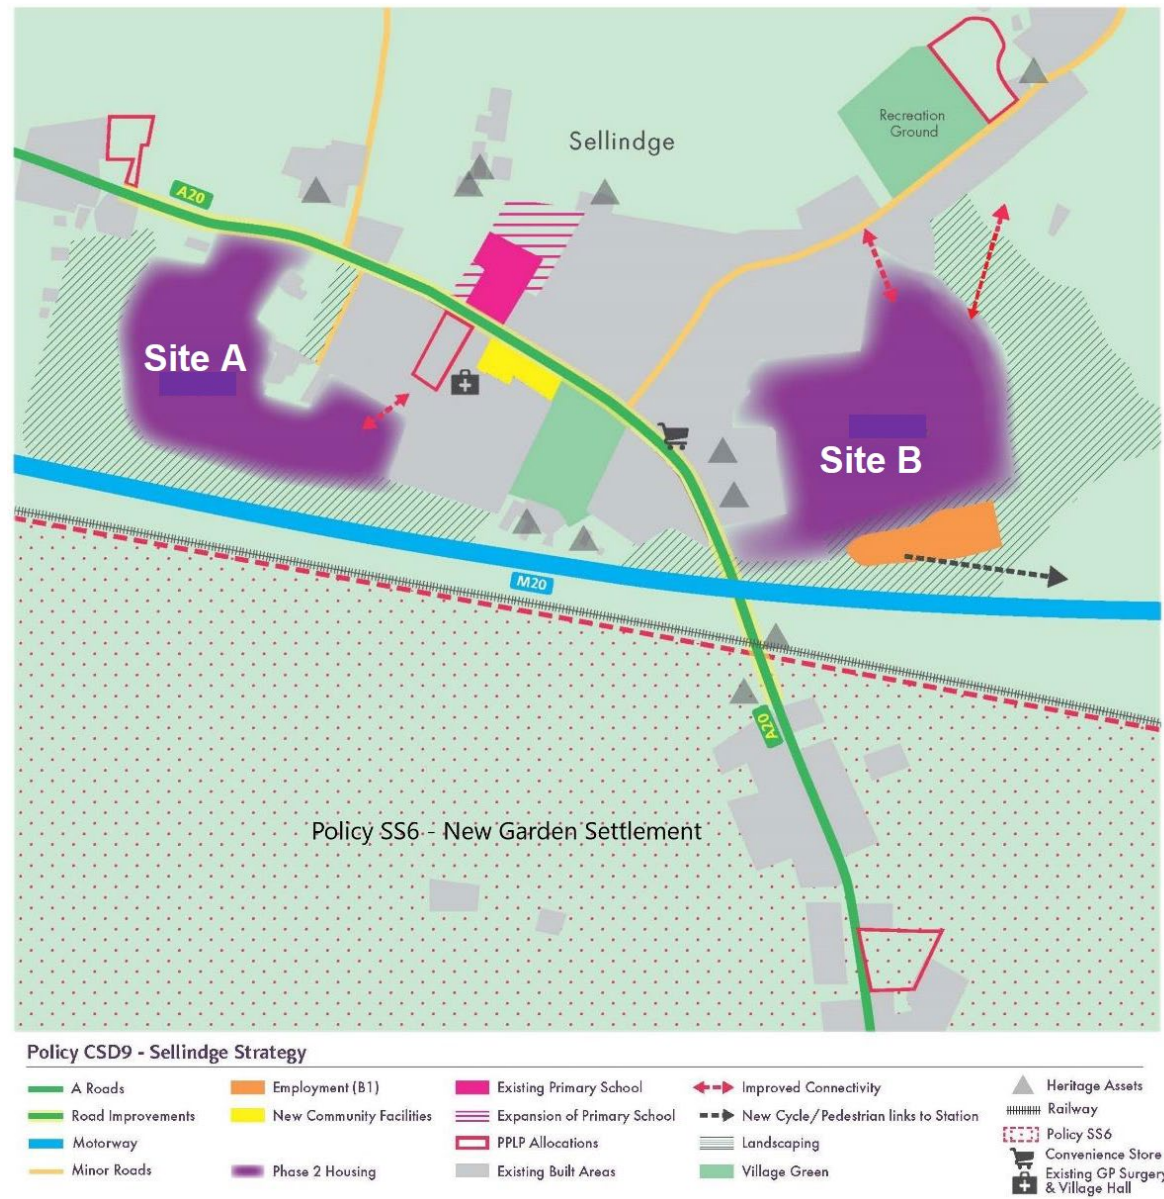 Recreation
Ground
Sellindge
A20
Site A
Site B
M20
A20
Policy SS6 - New Garden Settlement
Policy CSD9 - Sellindge Strategy
A Roads
Road Improvements
Motorway
Minor Roads
Employment (B1)
New Community Facilities
Phase 2 Housing
Existing Primary School
Expansion of Primary School
PPLP Allocations
Existing Built Areas
Improved Connectivity
New Cycle/Pedestrian links to Station
Landscaping
Village Green
Heritage Assets
Railway
Policy SS6
Convenience Store
Existing GP Surgery
& Village Hall